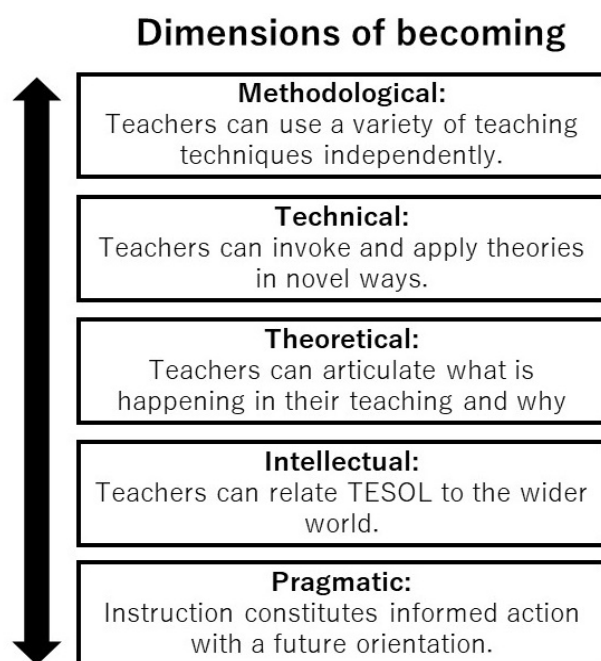 Dimensions of becoming
Methodological:
Teachers can use a variety of teaching
techniques independently.
Technical:
Teachers can invoke and apply theories
in novel ways.
Theoretical:
Teachers can articulate what is
happening in their teaching and why
Intellectual:
Teachers can relate TESOL to the wider
world.
Pragmatic:
Instruction constitutes informed action
with a future orientation.